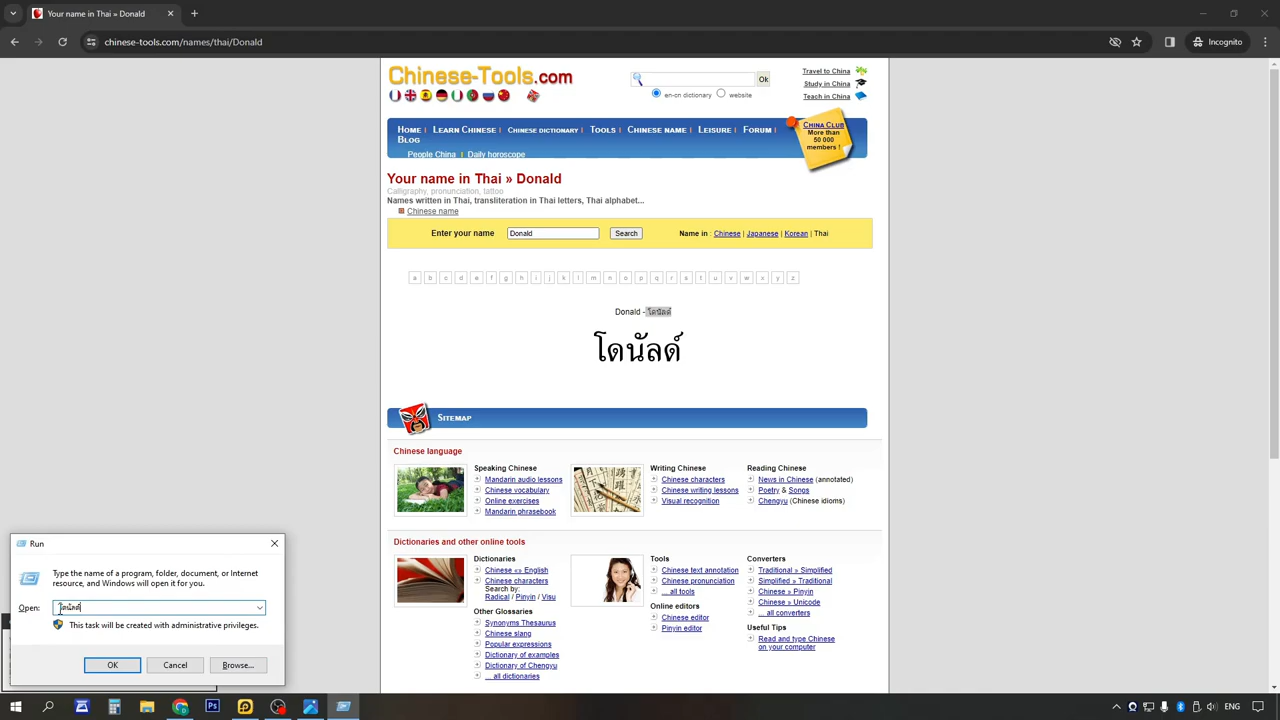 Your name in Thai » Donald
chinese-tools.com/names/thai/Donald
Incognito
Chinese-Tools.com
Ok
en-cn dictionary
website
Travel to China
Study in China
Teach in China
HOME
LEARN CHINESE
CHINESE DICTIONARY
TOOLS
CHINESE NAME
LEISURE
FORUM
BLOG
People China
Daily horoscope
CHINA CLUB
More than
50 000
members !
Your name in Thai » Donald
Calligraphy, pronunciation, tattoo
Names written in Thai, transliteration in Thai letters, Thai alphabet...
Chinese name
Enter your name
Donald
Search
Name in : Chinese | Japanese | Korean | Thai
a b c d e f g h i j k l m n o p q r s t u v w x y z
Donald - โดนัลด์
โดนัลด์
SITEMAP
Chinese language
Speaking Chinese
Mandarin audio lessons
Chinese vocabulary
Online exercises
Mandarin phrasebook
Writing Chinese
Chinese characters
Chinese writing lessons
Visual recognition
Reading Chinese
News in Chinese (annotated)
Poetry & Songs
Chengyu (Chinese idioms)
Dictionaries and other online tools
Dictionaries
Chinese «» English
Chinese characters
Search by:
Radical / Pinyin / Visu
Other Glossaries
Synonyms Thesaurus
Chinese slang
Popular expressions
Dictionary of examples
Dictionary of Chengyu
... all dictionaries
Tools
Chinese text annotation
Chinese pronunciation
... all tools
Online editors
Chinese editor
Pinyin editor
Converters
Traditional » Simplified
Simplified » Traditional
Chinese » Pinyin
Chinese » Unicode
... all converters
Useful Tips
Read and type Chinese
on your computer
Run
Type the name of a program, folder, document, or Internet
resource, and Windows will open it for you.
Open:
โดนัลด์
This task will be created with administrative privileges.
OK
Cancel
Browse...
ENG